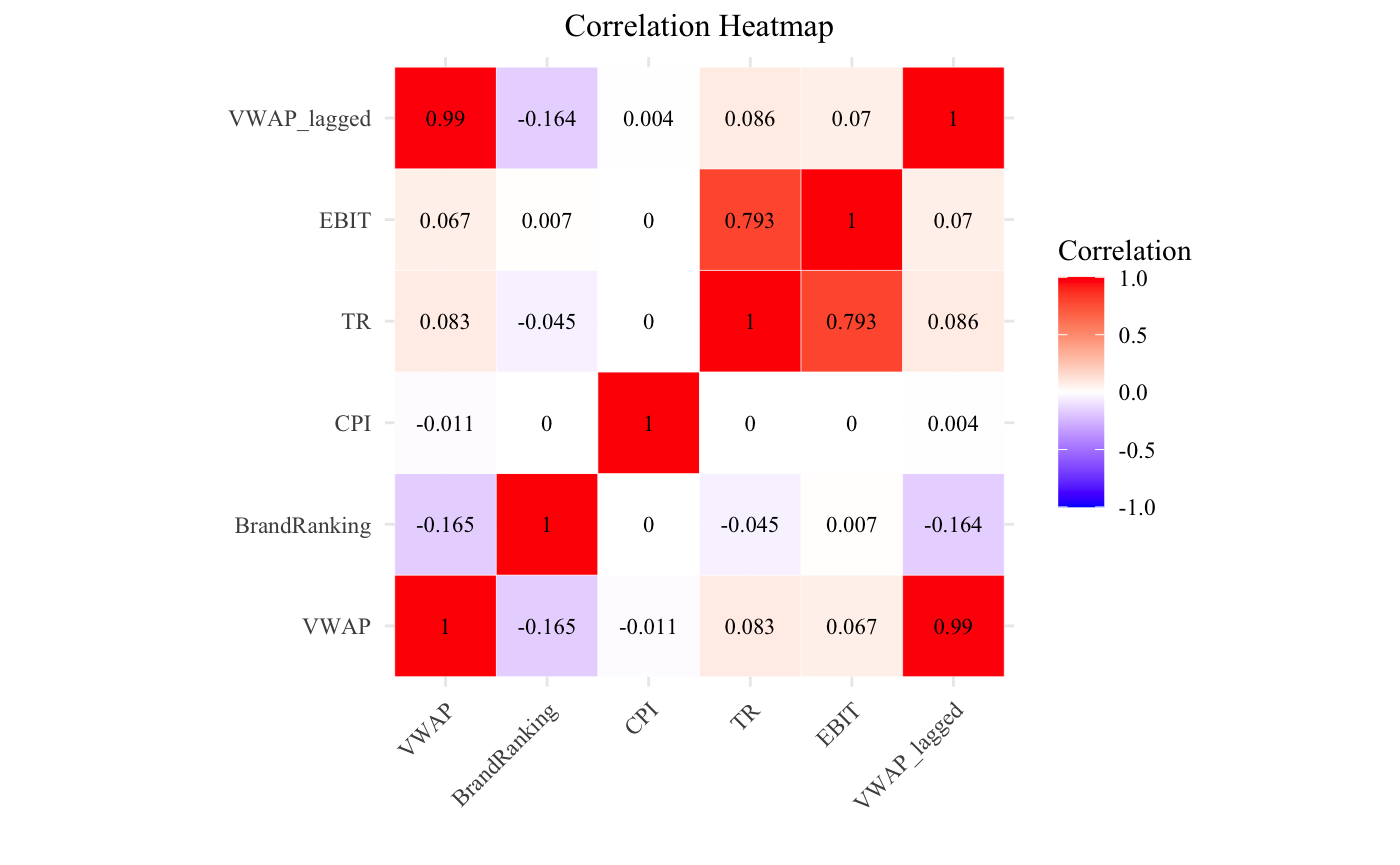 Correlation Heatmap
VWAP_lagged 0.99 -0.164 0.004 0.086 0.07 1
EBIT 0.067 0.007 0 0.793 1 0.07
TR 0.083 -0.045 0 1 0.793 0.086
CPI -0.011 0 1 0 0 0.004
BrandRanking -0.165 1 0 -0.045 0.007 -0.164
VWAP 1 -0.165 -0.011 0.083 0.067 0.99
VWAP BrandRanking CPI TR EBIT VWAP_lagged
Correlation
1.0
0.5
0.0
-0.5
-1.0